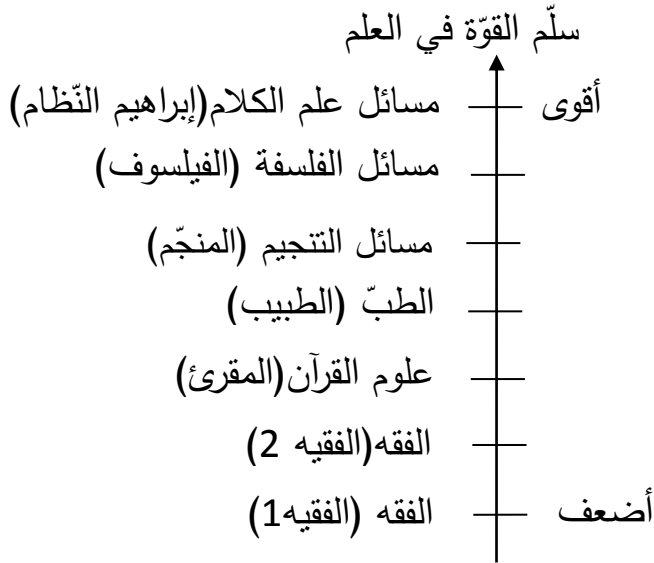 سلّم القوّة في العلم
أقوى مسائل علم الكلام(إبراهيم النّظام)
مسائل الفلسفة (الفيلسوف)
مسائل التنجيم (المنجّم)
الطبّ (الطبيب)
علوم القرآن(المقرئ)
الفقه(الفقيه 2)
أضعف الفقه (الفقيه1)